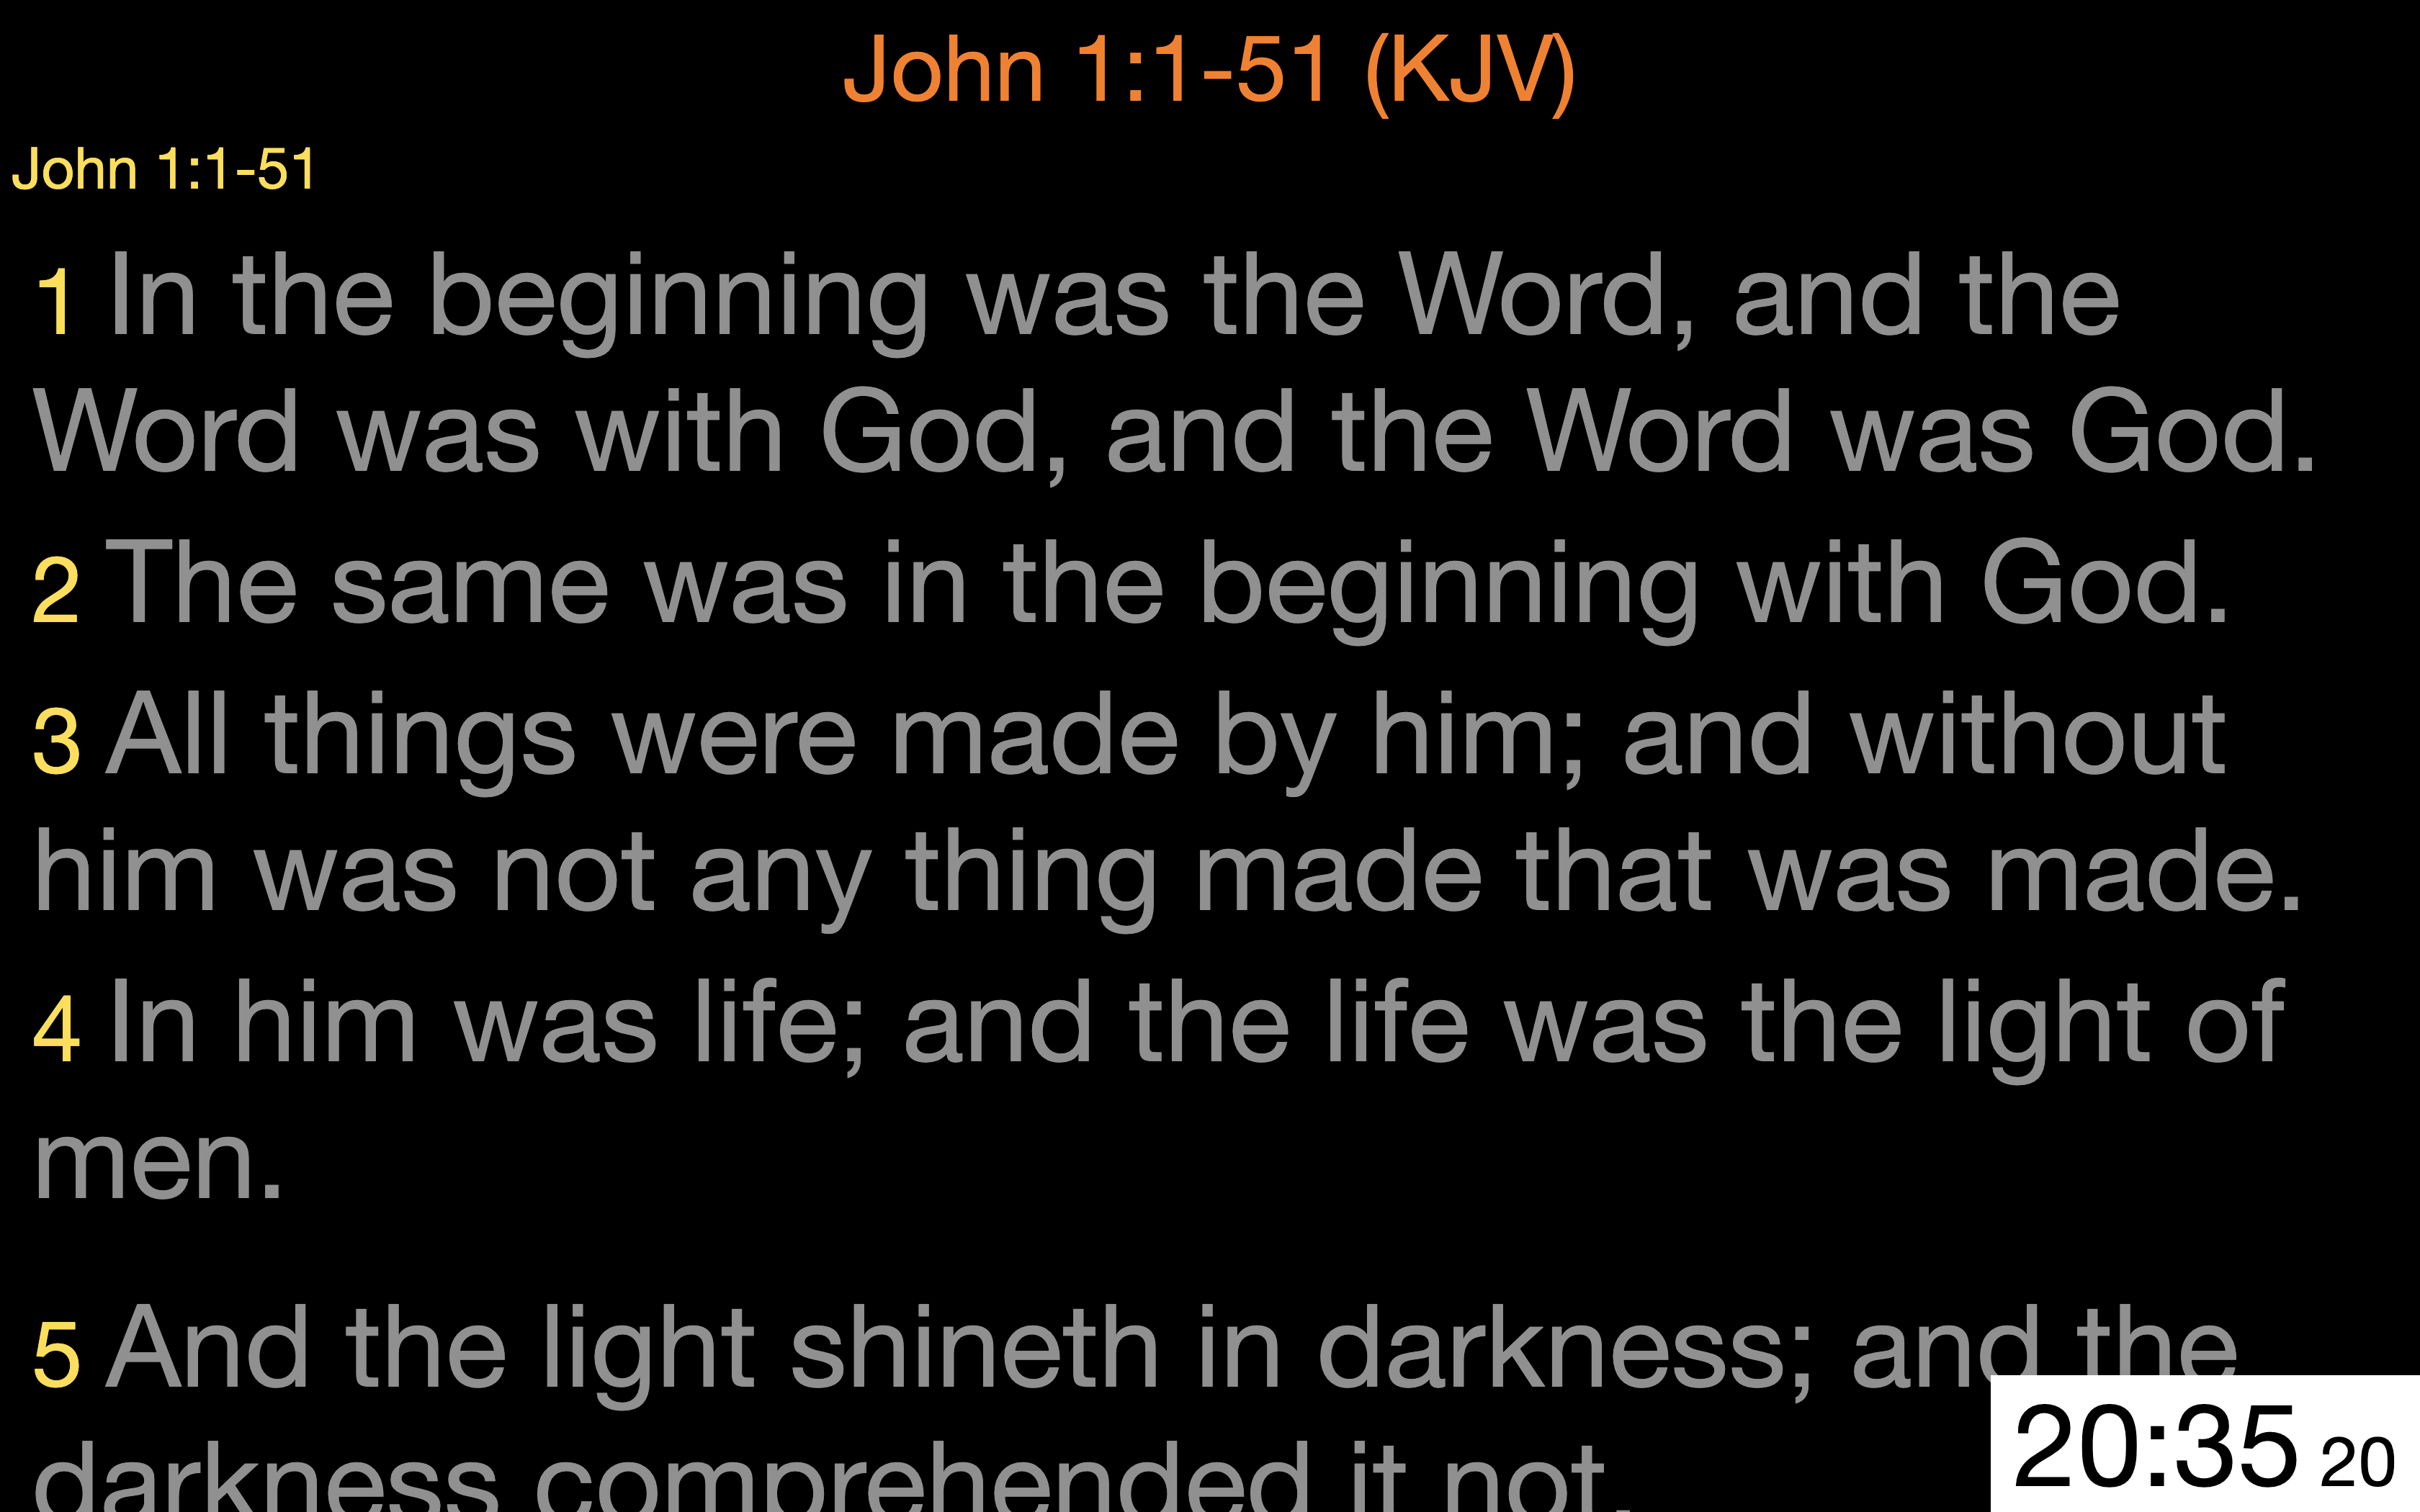 John 1:1-51 (KJV)
John 1:1-51
1 In the beginning was the Word, and the
Word was with God, and the Word was God.
2 The same was in the beginning with God.
3 All things were made by him; and without
him was not any thing made that was made.
4 In him was life; and the life was the light of
men.
5 And the light shineth in darkness; and the
darkness comprehended it not.
20:35 20